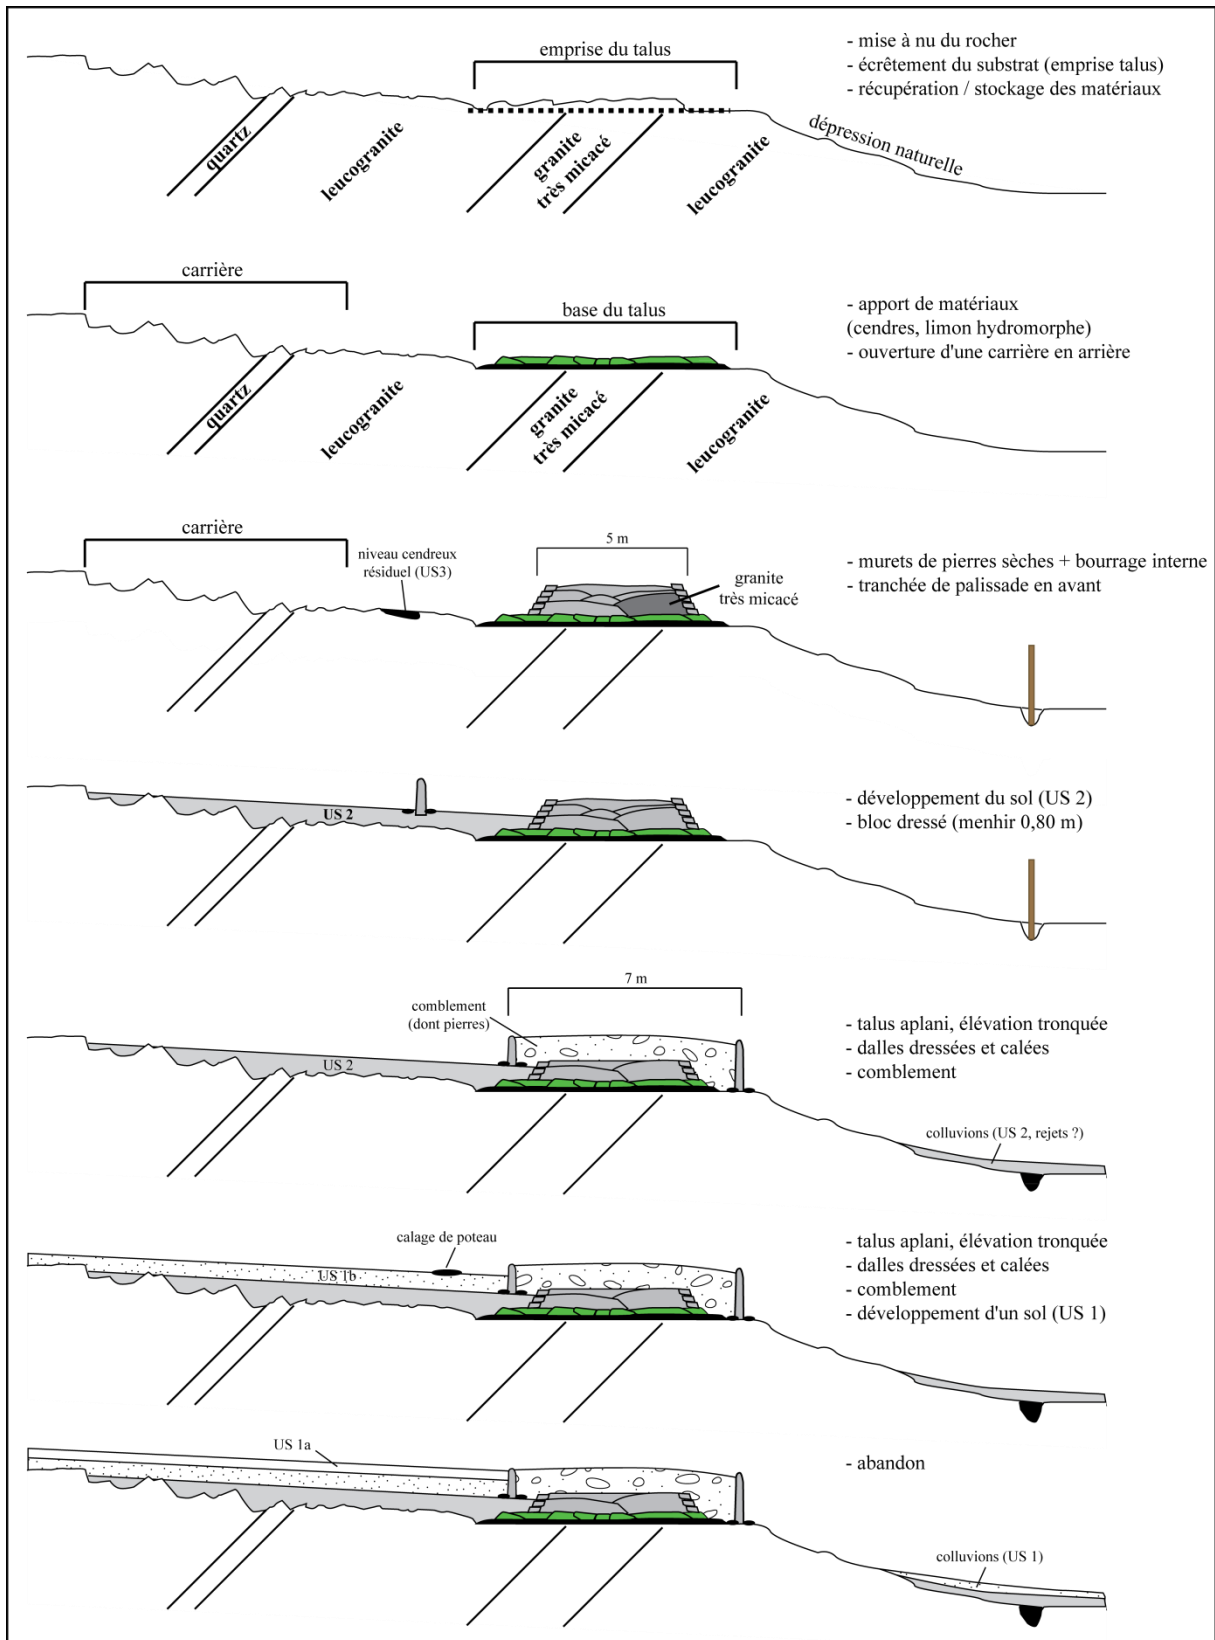 emprise du talus
- mise à nu du rocher
- écrêtement du substrat (emprise talus)
- récupération / stockage des matériaux
quartz
leucogranite
granite
très micacé
leucogranite
dépression naturelle
carrière
base du talus
- apport de matériaux
(cendres, limon hydromorphe)
- ouverture d'une carrière en arrière
quartz
leucogranite
granite
très micacé
leucogranite
carrière
niveau cendreux
résiduel (US3)
5 m
granite
très micacé
- murets de pierres sèches + bourrage interne
- tranchée de palissade en avant
US 2
- développement du sol (US 2)
- bloc dressé (menhir 0,80 m)
7 m
comblement
(dont pierres)
US 2
- talus aplani, élévation tronquée
- dalles dressées et calées
- comblement
colluvions (US 2, rejets ?)
calage de poteau
US 1b
- talus aplani, élévation tronquée
- dalles dressées et calées
- comblement
- développement d'un sol (US 1)
US 1a
- abandon
colluvions (US 1)